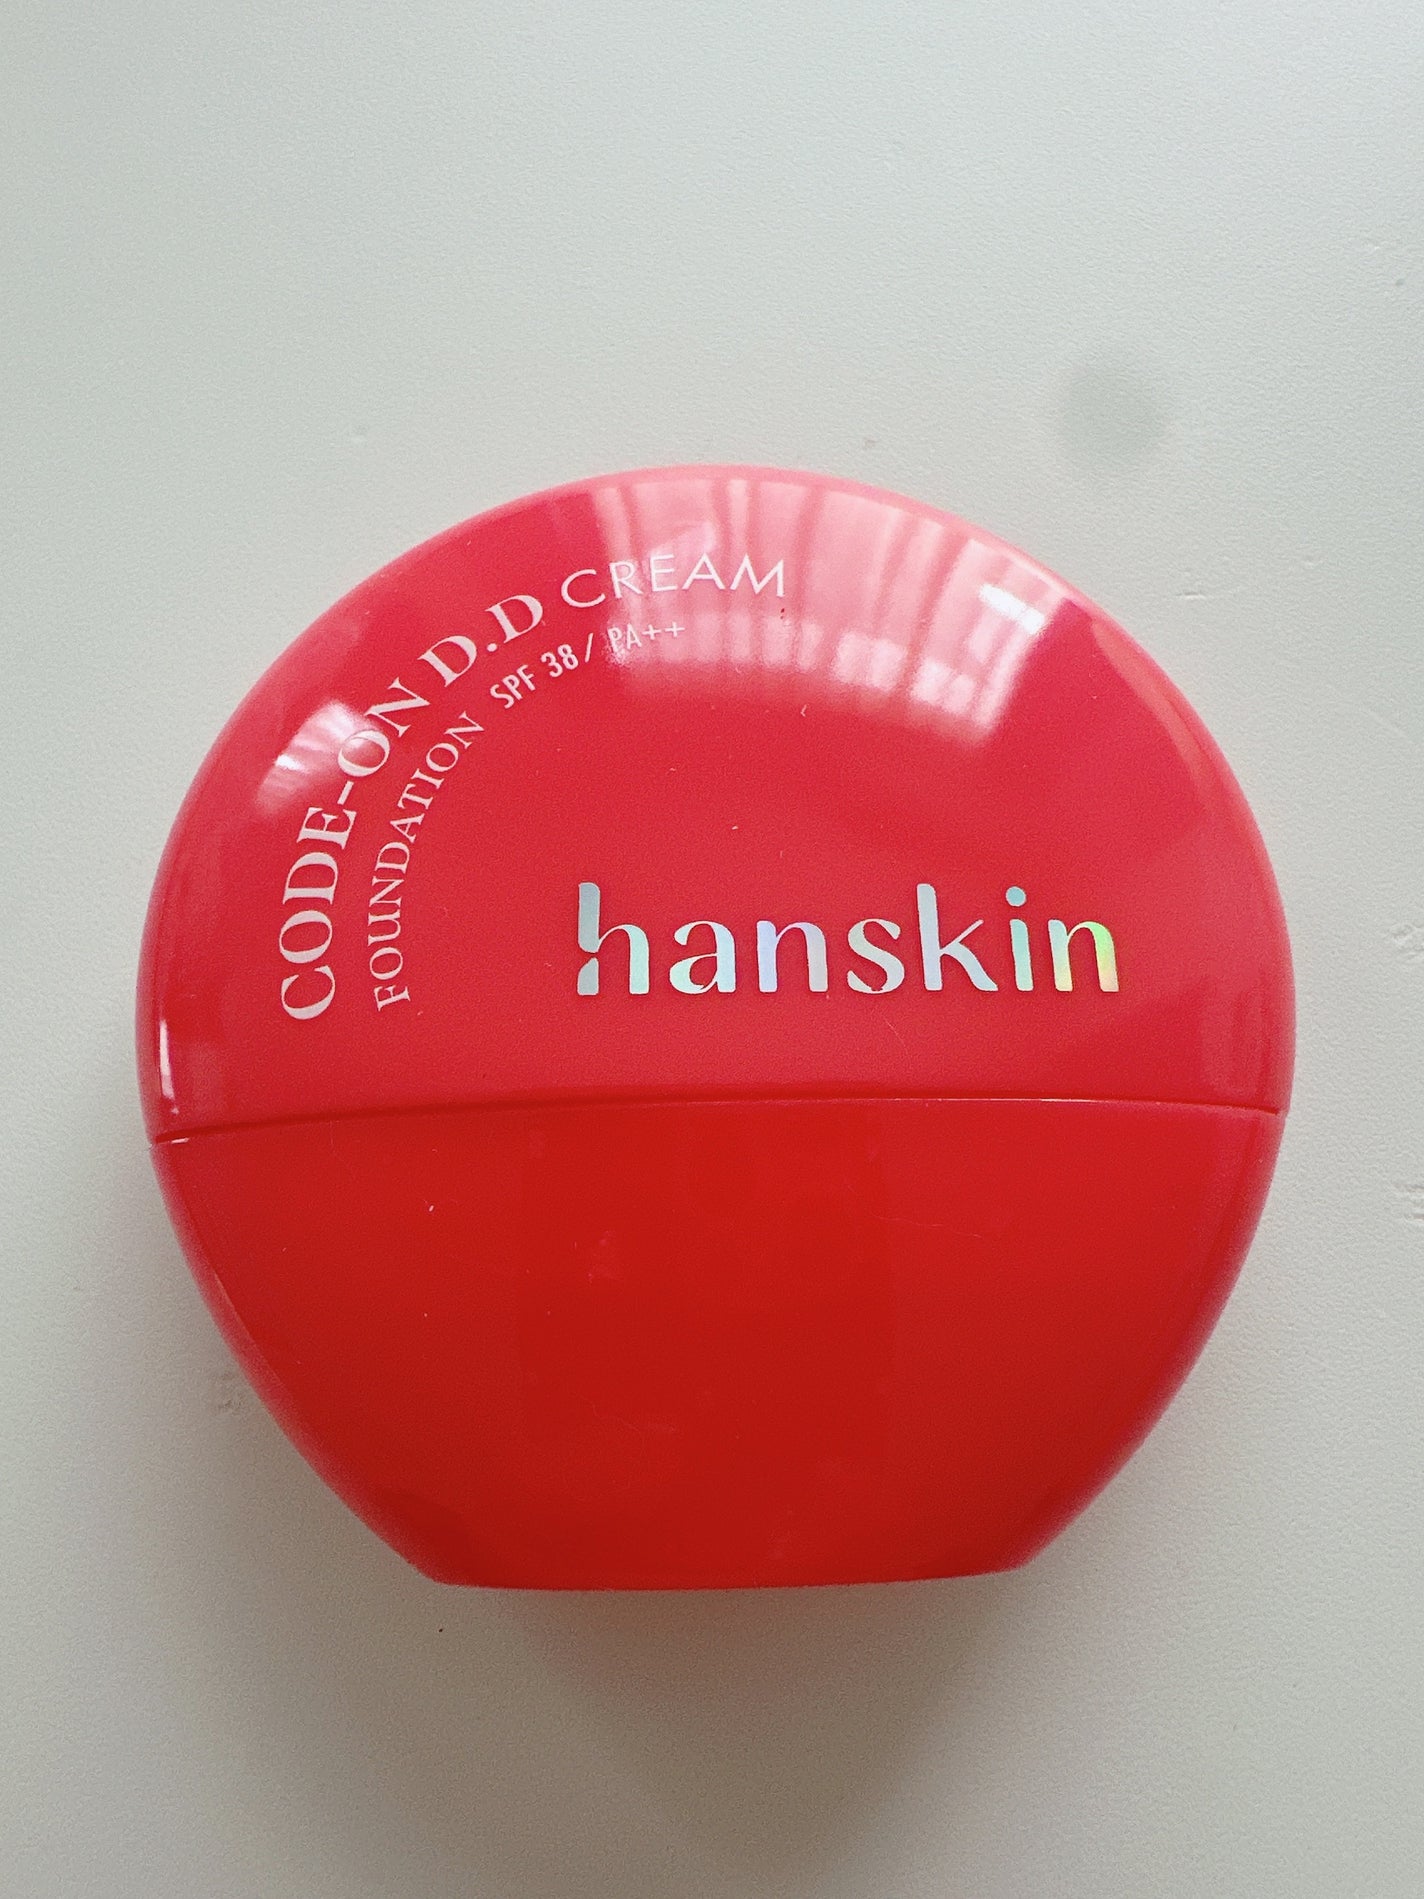 CODE-ON D.D CREAM
FOUNDATION SPF 38/ PA++
hanskin